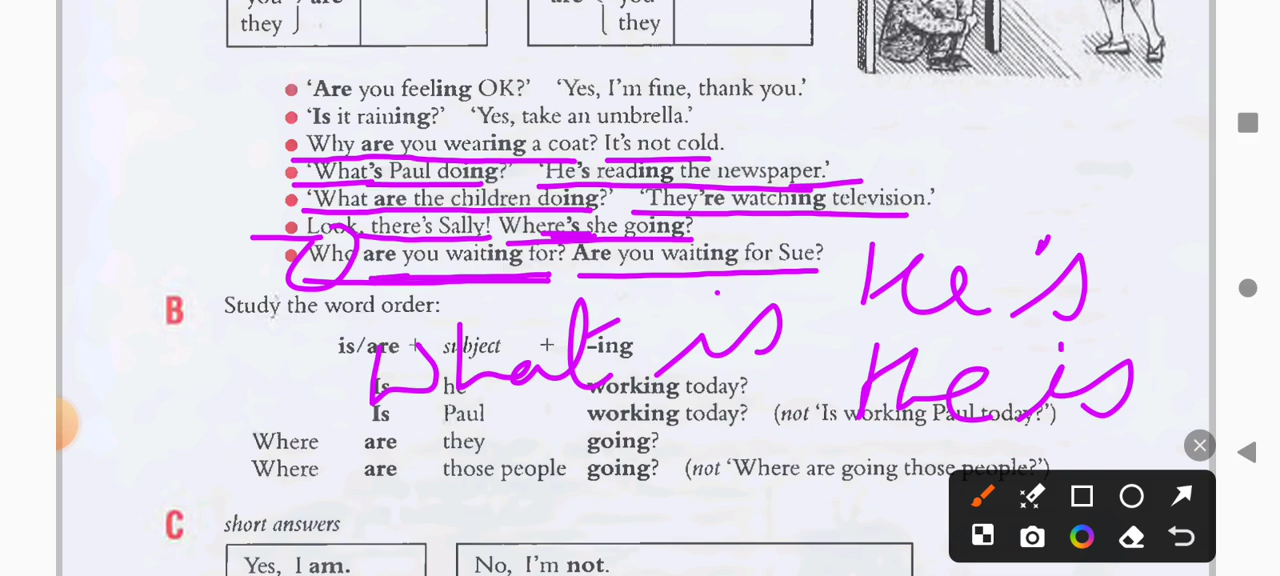 you } are are { you
they they
'Are you feeling OK?' 'Yes, I'm fine, thank you.'
'Is it raining?' 'Yes, take an umbrella.'
Why are you wearing a coat? It's not cold.
'What's Paul doing?' 'He's reading the newspaper.'
'What are the children doing?' 'They're watching television.'
Look, there's Sally! Where's she going?
Who are you waiting for? Are you waiting for Sue?
He's
B Study the word order:
What is
is/are + subject + -ing
He is
Is he working today?
Is Paul working today? (not 'Is working Paul today?')
Where are they going?
Where are those people going? (not 'Where are going those people?')
C short answers
Yes, I am. No, I'm not.